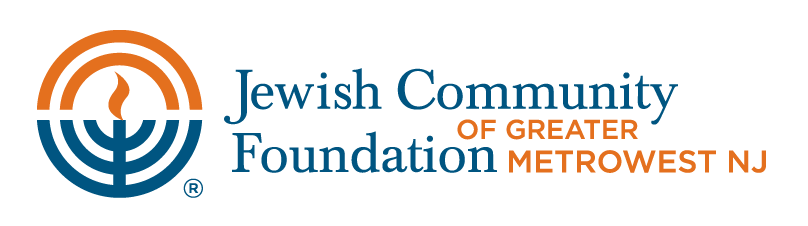 Jewish Community
OF GREATER
Foundation METROWEST NJ
®